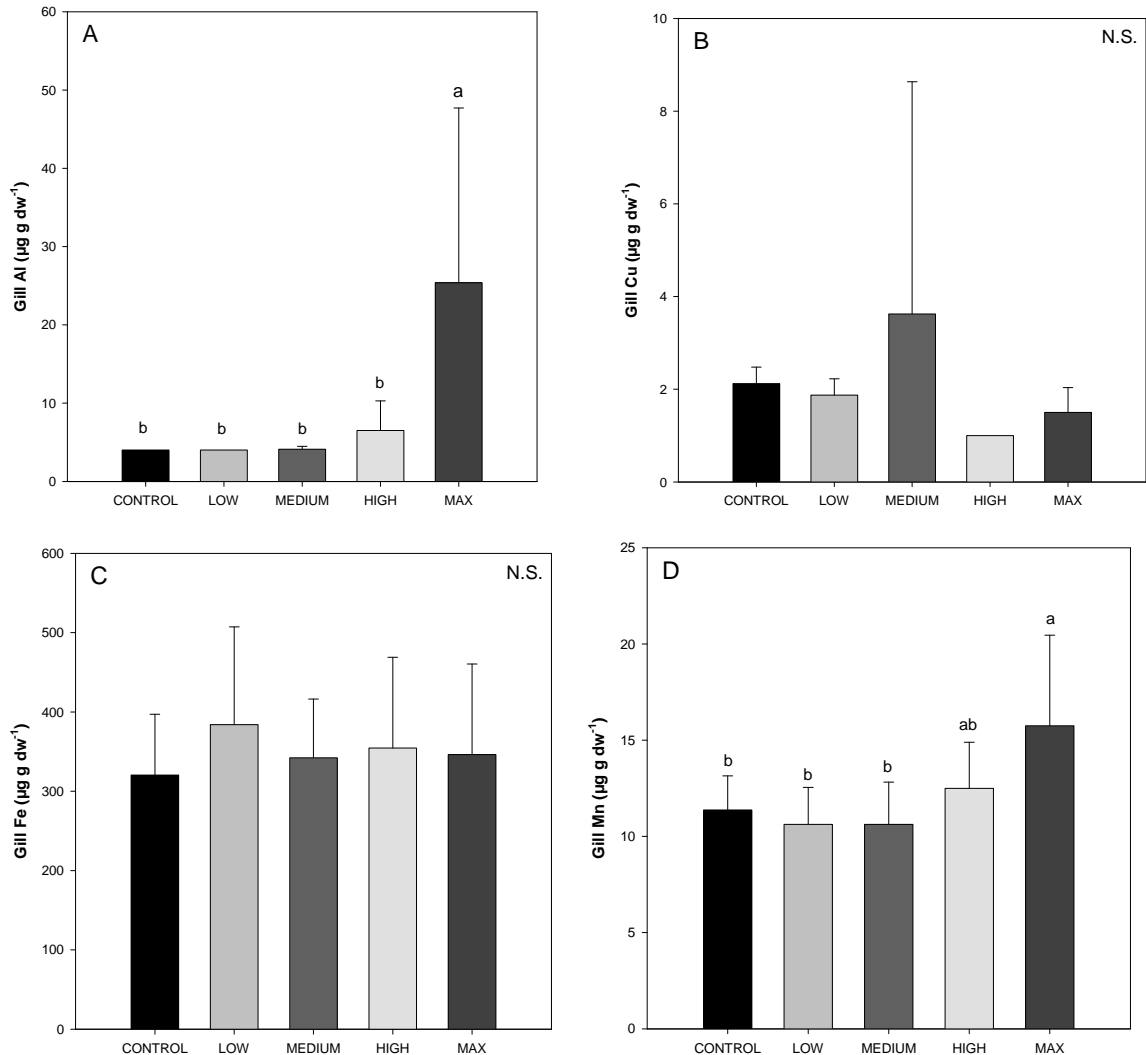 A
Gill Al (µg g dw-1)
60
50
40
30
20
10
0
b
b
b
b
a
CONTROL LOW MEDIUM HIGH MAX
B
N.S.
Gill Cu (µg g dw-1)
10
8
6
4
2
0
CONTROL LOW MEDIUM HIGH MAX
C
N.S.
Gill Fe (µg g dw-1)
600
500
400
300
200
100
0
CONTROL LOW MEDIUM HIGH MAX
D
Gill Mn (µg g dw-1)
25
20
15
10
5
0
b
b
b
ab
a
CONTROL LOW MEDIUM HIGH MAX